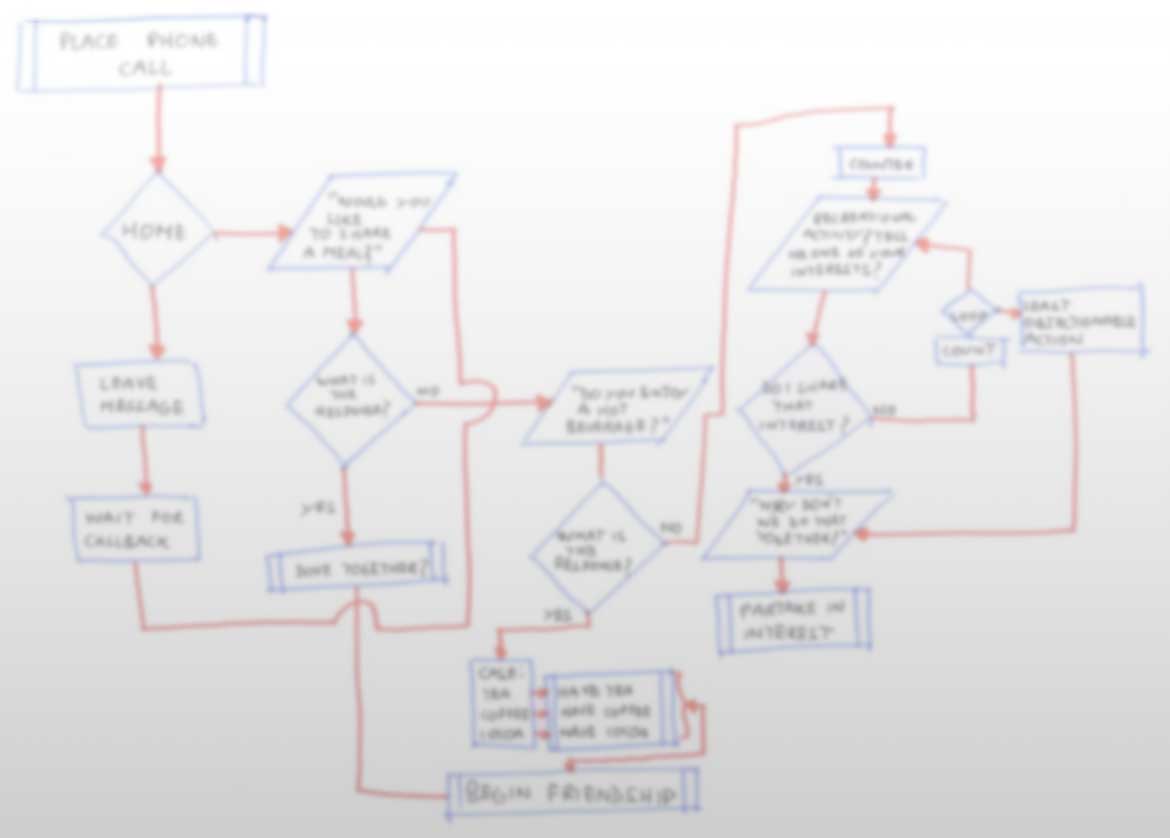 PLACE PHONE
CALL
HOME
LEAVE
MESSAGE
WAIT FOR
CALLBACK
"WOULD YOU
LIKE
TO SHARE
A MEAL?"
WHAT IS
THE
RESPONSE?
NO
YES
DINE TOGETHER?
"DO YOU ENJOY
A HOT
BEVERAGE?"
WHAT IS
THE
RESPONSE?
NO
YES
CASE:
TEA
COFFEE
COCOA
HAVE TEA
HAVE COFFEE
HAVE COCOA
BEGIN FRIENDSHIP
COUNTER
RECREATIONAL
ACTIVITY/TELL
ME ONE OF YOUR
INTERESTS?
DO I SHARE
THAT
INTEREST?
NO
COUNT
LOOP
LEAST
OBJECTIONABLE
ACTION
YES
"WHY DON'T
WE DO THAT
TOGETHER?"
PARTAKE IN
INTEREST